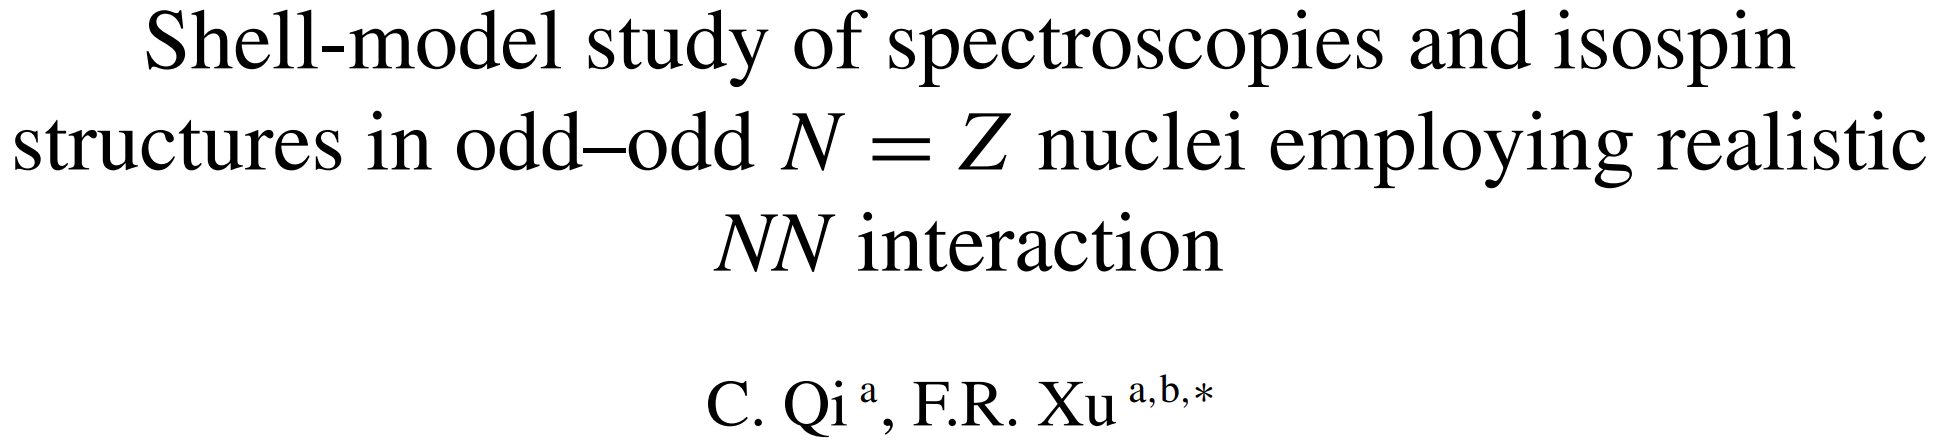 Shell-model study of spectroscopies and isospin
structures in odd–odd N = Z nuclei employing realistic
NN interaction
C. Qi a, F.R. Xu a,b,∗